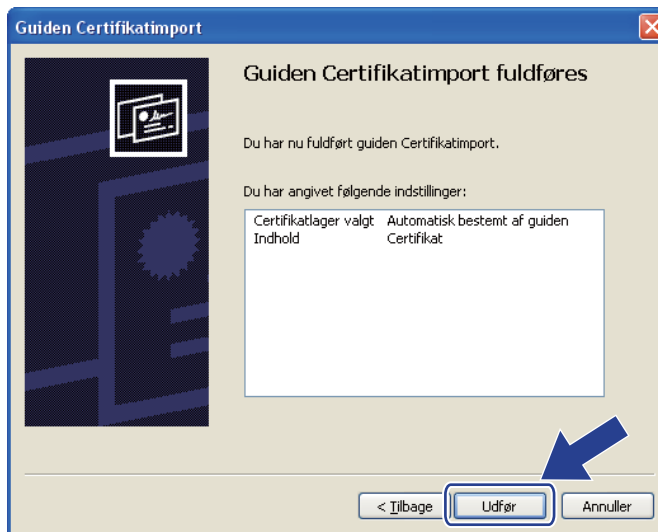 Guiden Certifikatimport
Guiden Certifikatimport fuldføres
Du har nu fuldført guiden Certifikatimport.
Du har angivet følgende indstillinger:
Certifikatlager valgt Automatisk bestemt af guiden
Indhold Certifikat
< Tilbage Udfør Annuller